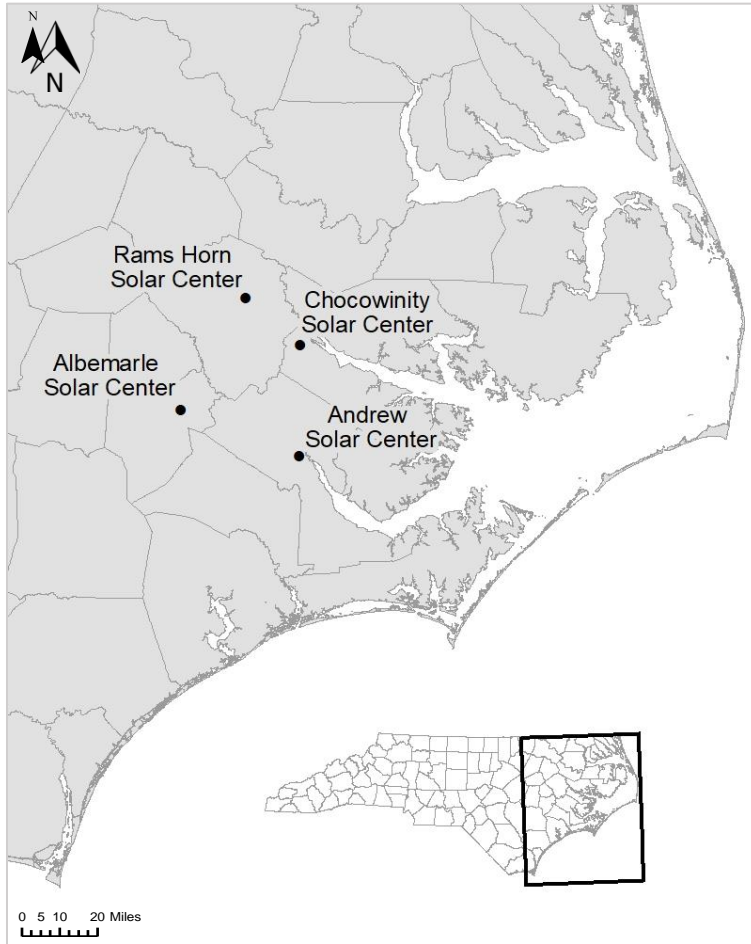 N
N
Rams Horn
Solar Center
Chocowinity
Solar Center
Albemarle
Solar Center
Andrew
Solar Center
0 5 10 20 Miles